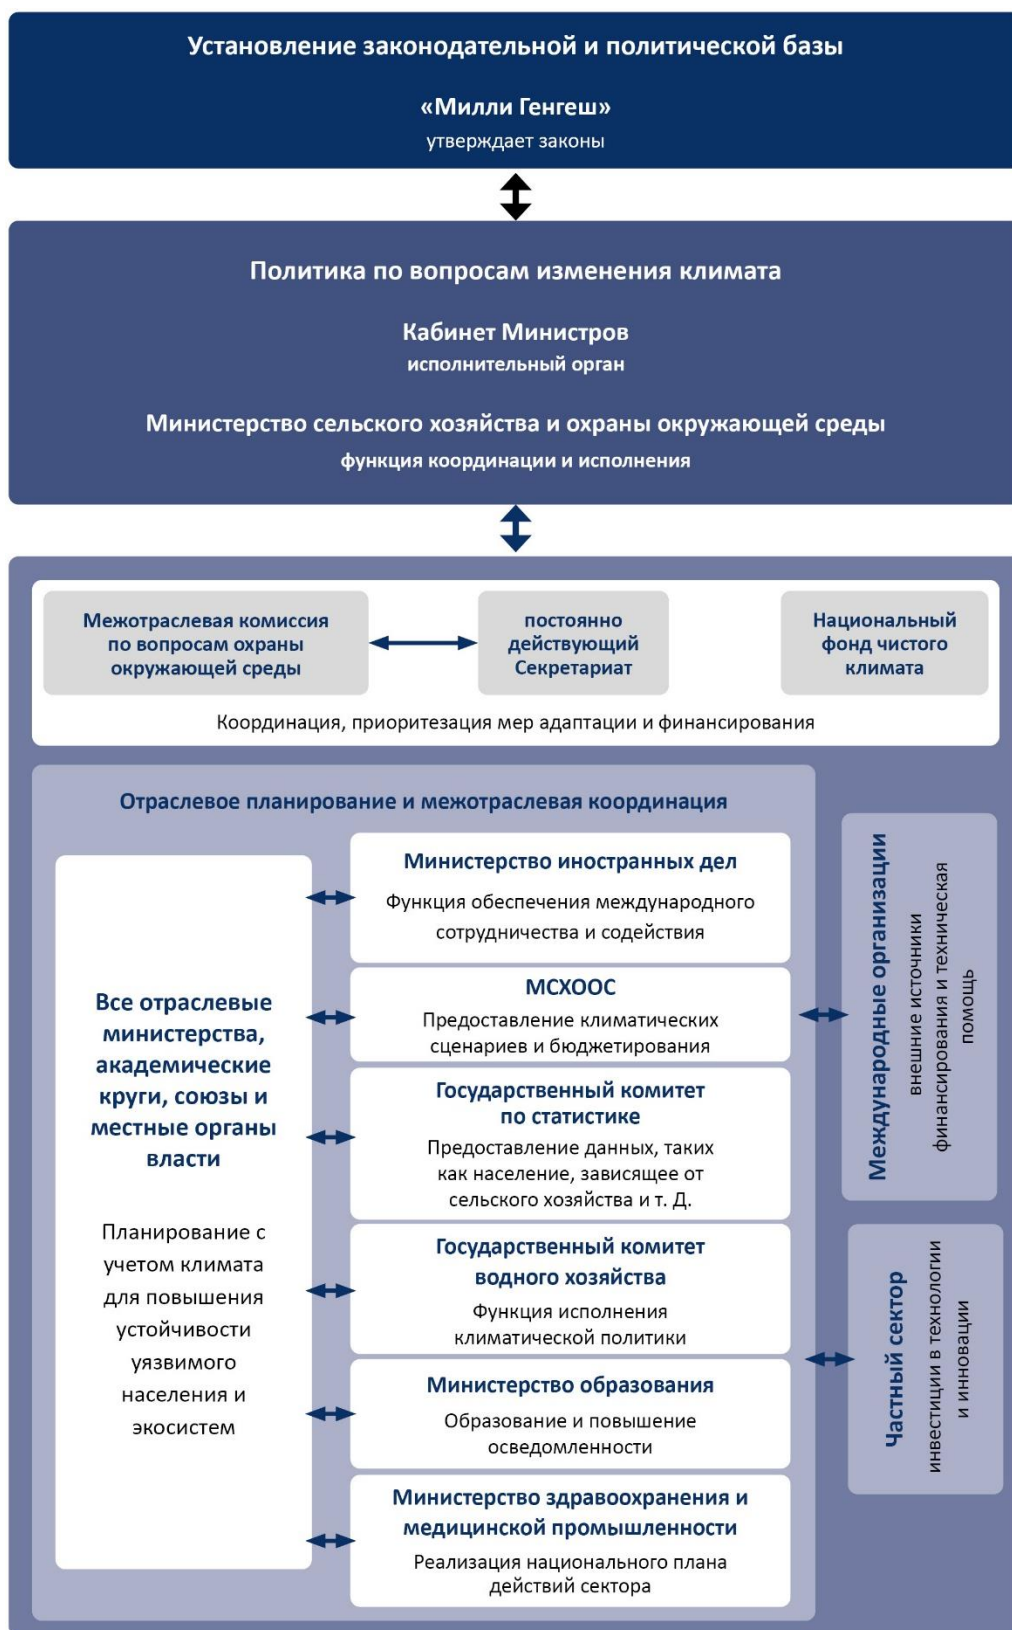 Установление законодательной и политической базы
«Милли Генгеш»
утверждает законы
Политика по вопросам изменения климата
Кабинет Министров
исполнительный орган
Министерство сельского хозяйства и охраны окружающей среды
функция координации и исполнения
Межотраслевая комиссия
по вопросам охраны
окружающей среды
постоянно
действующий
Секретариат
Национальный
фонд чистого
климата
Координация, приоритезация мер адаптации и финансирования
Отраслевое планирование и межотраслевая координация
Все отраслевые
министерства,
академические
круги, союзы и
местные органы
власти
Планирование с
учетом климата
для повышения
устойчивости
уязвимого
населения и
экосистем
Министерство иностранных дел
Функция обеспечения международного
сотрудничества и содействия
МСХООС
Предоставление климатических
сценариев и бюджетирования
Государственный комитет
по статистике
Предоставление данных, таких
как население, зависящее от
сельского хозяйства и т. Д.
Государственный комитет
водного хозяйства
Функция исполнения
климатической политики
Министерство образования
Образование и повышение
осведомленности
Министерство здравоохранения и
медицинской промышленности
Реализация национального плана
действий сектора
Международные организации
внешние источники
финансирования и техническая
помощь
Частный сектор
инвестиции в технологии
и инновации